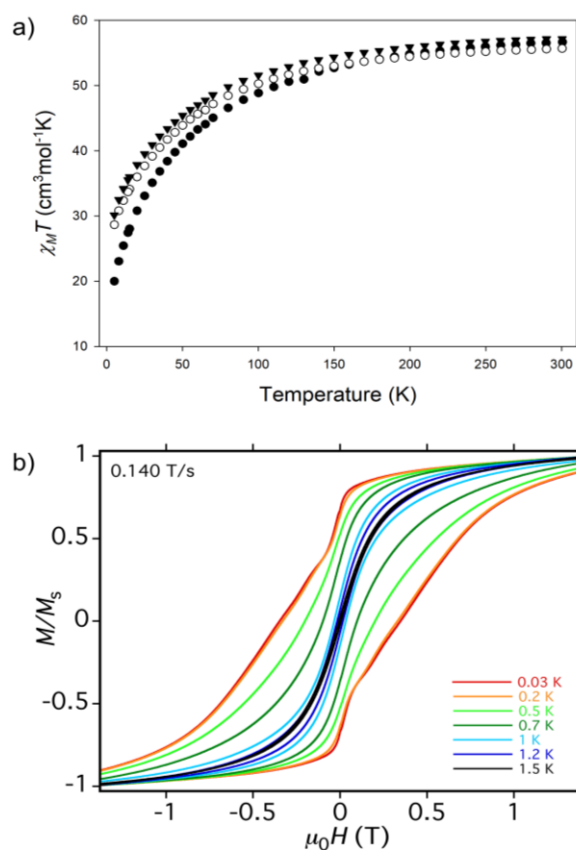 a)
60
50
40
30
20
10
χMT (cm³mol⁻¹K)
0 50 100 150 200 250 300
Temperature (K)
b)
0.140 T/s
1
0.5
0
-0.5
-1
M/Ms
0.03 K
0.2 K
0.5 K
0.7 K
1 K
1.2 K
1.5 K
-1 -0.5 0 0.5 1
μ₀H (T)